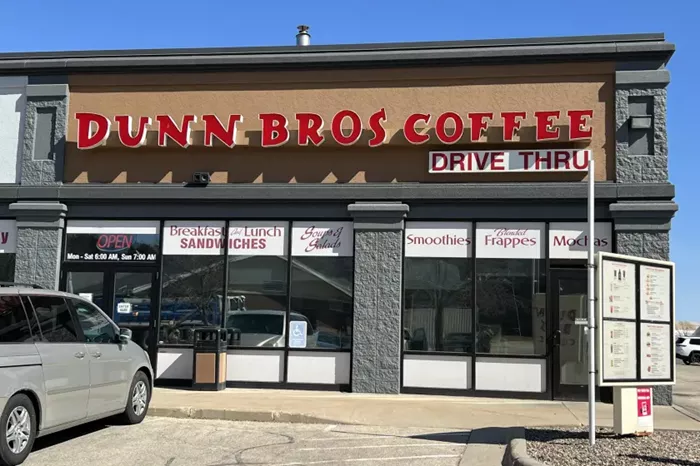 DUNN BROS COFFEE
DRIVE THRU
OPEN
Mon - Sat 6:00 AM, Sun 7:00 AM
Breakfast and Lunch
SANDWICHES
Soups &
Salads
Smoothies
Blended
Frappes
Mochas